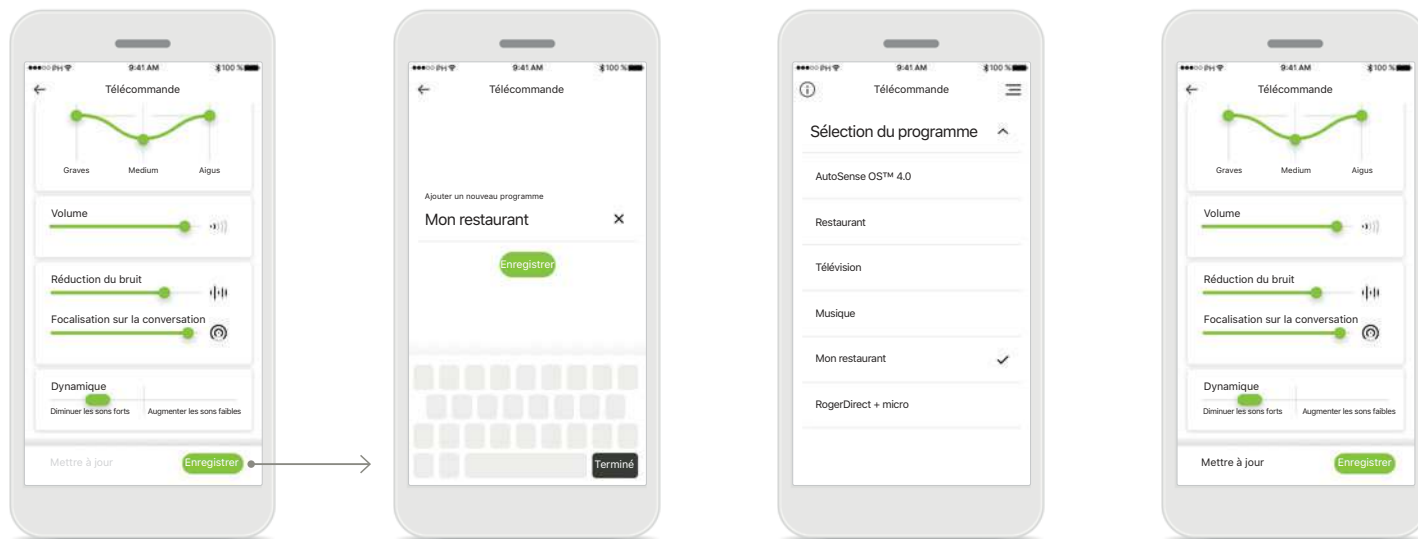 PH 9:41 AM 100 %
Télécommande
Graves Medium Aigus
Volume
Réduction du bruit
Focalisation sur la conversation
Dynamique
Diminuer les sons forts Augmenter les sons faibles
Mettre à jour Enregistrer
PH 9:41 AM 100 %
Télécommande
Ajouter un nouveau programme
Mon restaurant
Enregistrer
Terminé
PH 9:41 AM 100 %
Télécommande
Sélection du programme
AutoSense OS™ 4.0
Restaurant
Télévision
Musique
Mon restaurant
RogerDirect + micro
PH 9:41 AM 100 %
Télécommande
Graves Medium Aigus
Volume
Réduction du bruit
Focalisation sur la conversation
Dynamique
Diminuer les sons forts Augmenter les sons faibles
Mettre à jour Enregistrer